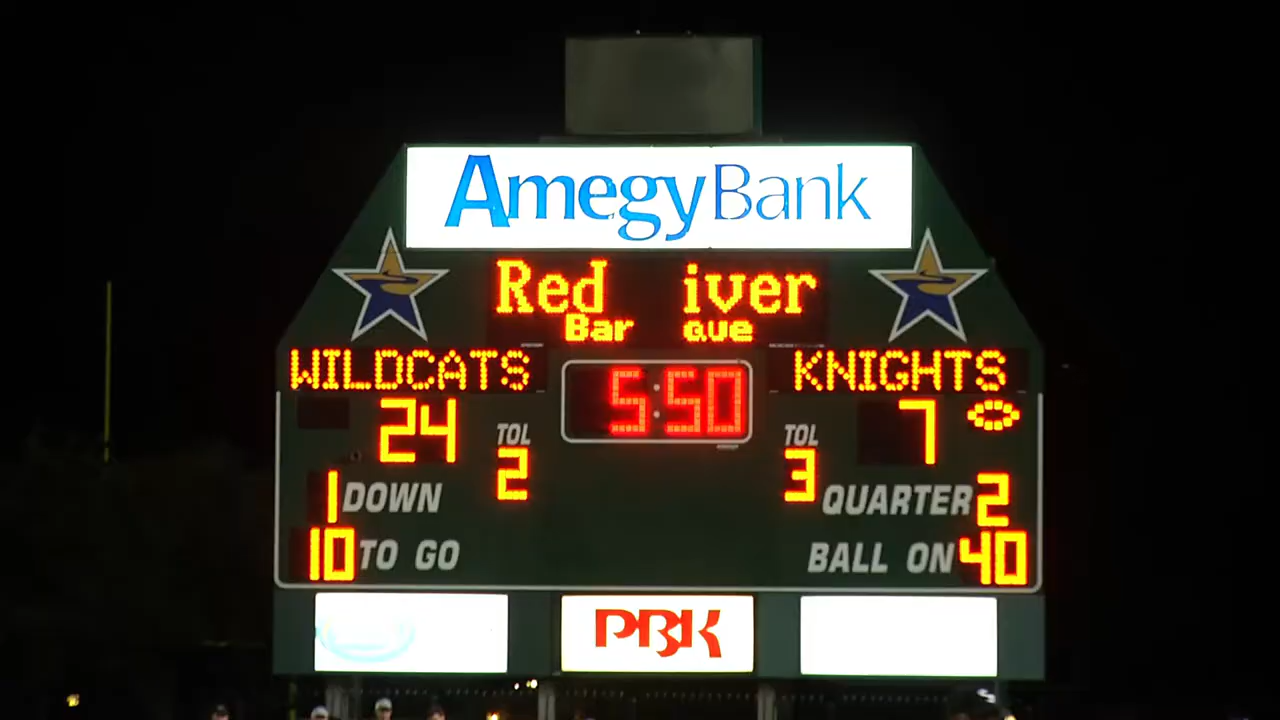 AmegyBank
Red iver
Bar que
WILDCATS 5:50 KNIGHTS
24 TOL 2 TOL 3 7
1 DOWN QUARTER 2
10 TO GO BALL ON 40
PBK